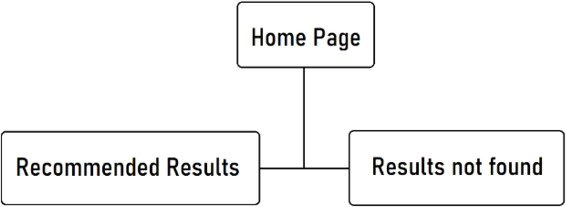 Home Page
Recommended Results
Results not found